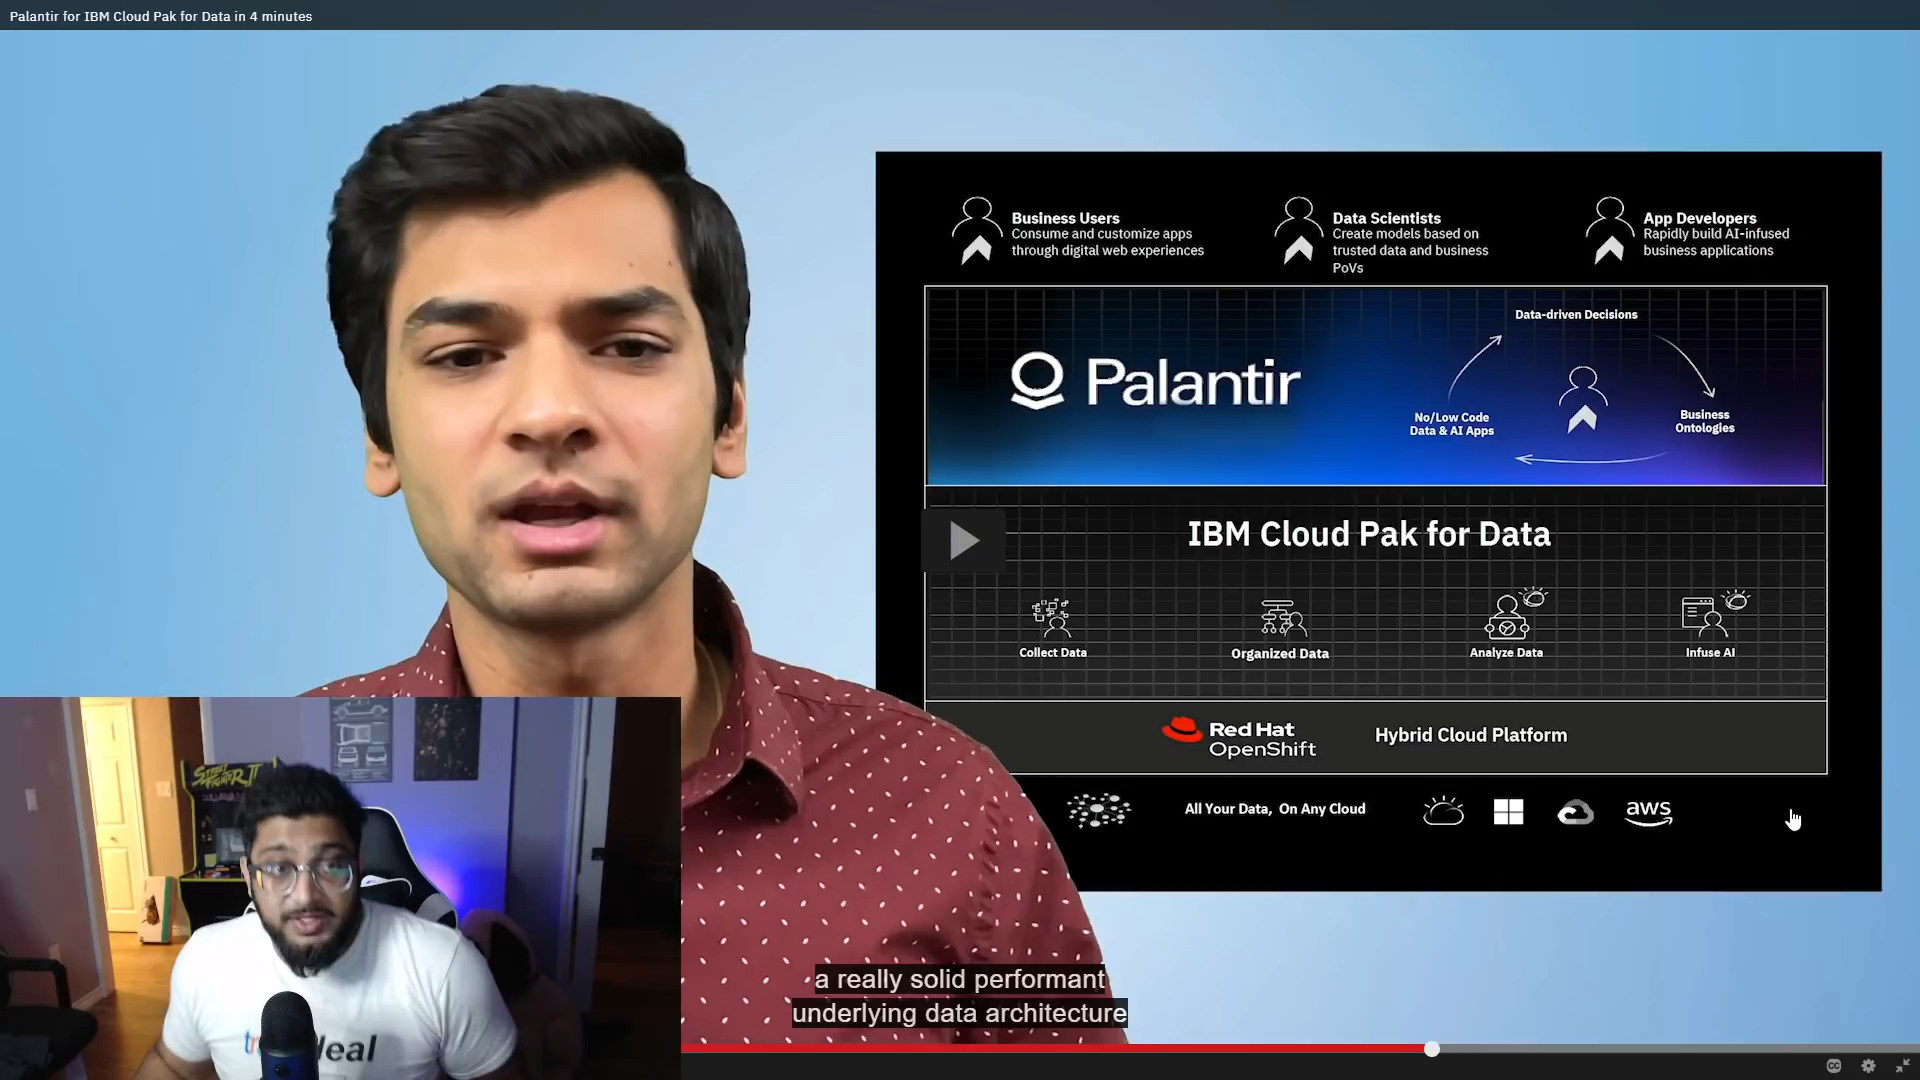 Palantir for IBM Cloud Pak for Data in 4 minutes
Business Users
Consume and customize apps
through digital web experiences
Data Scientists
Create models based on
trusted data and business
PoVs
App Developers
Rapidly build AI-infused
business applications
Palantir
Data-driven Decisions
No/Low Code
Data & AI Apps
Business
Ontologies
IBM Cloud Pak for Data
Collect Data
Organized Data
Analyze Data
Infuse AI
Red Hat
OpenShift
Hybrid Cloud Platform
All Your Data, On Any Cloud
aws
STREET
FIGHTER II
a really solid performant
underlying data architecture
CC